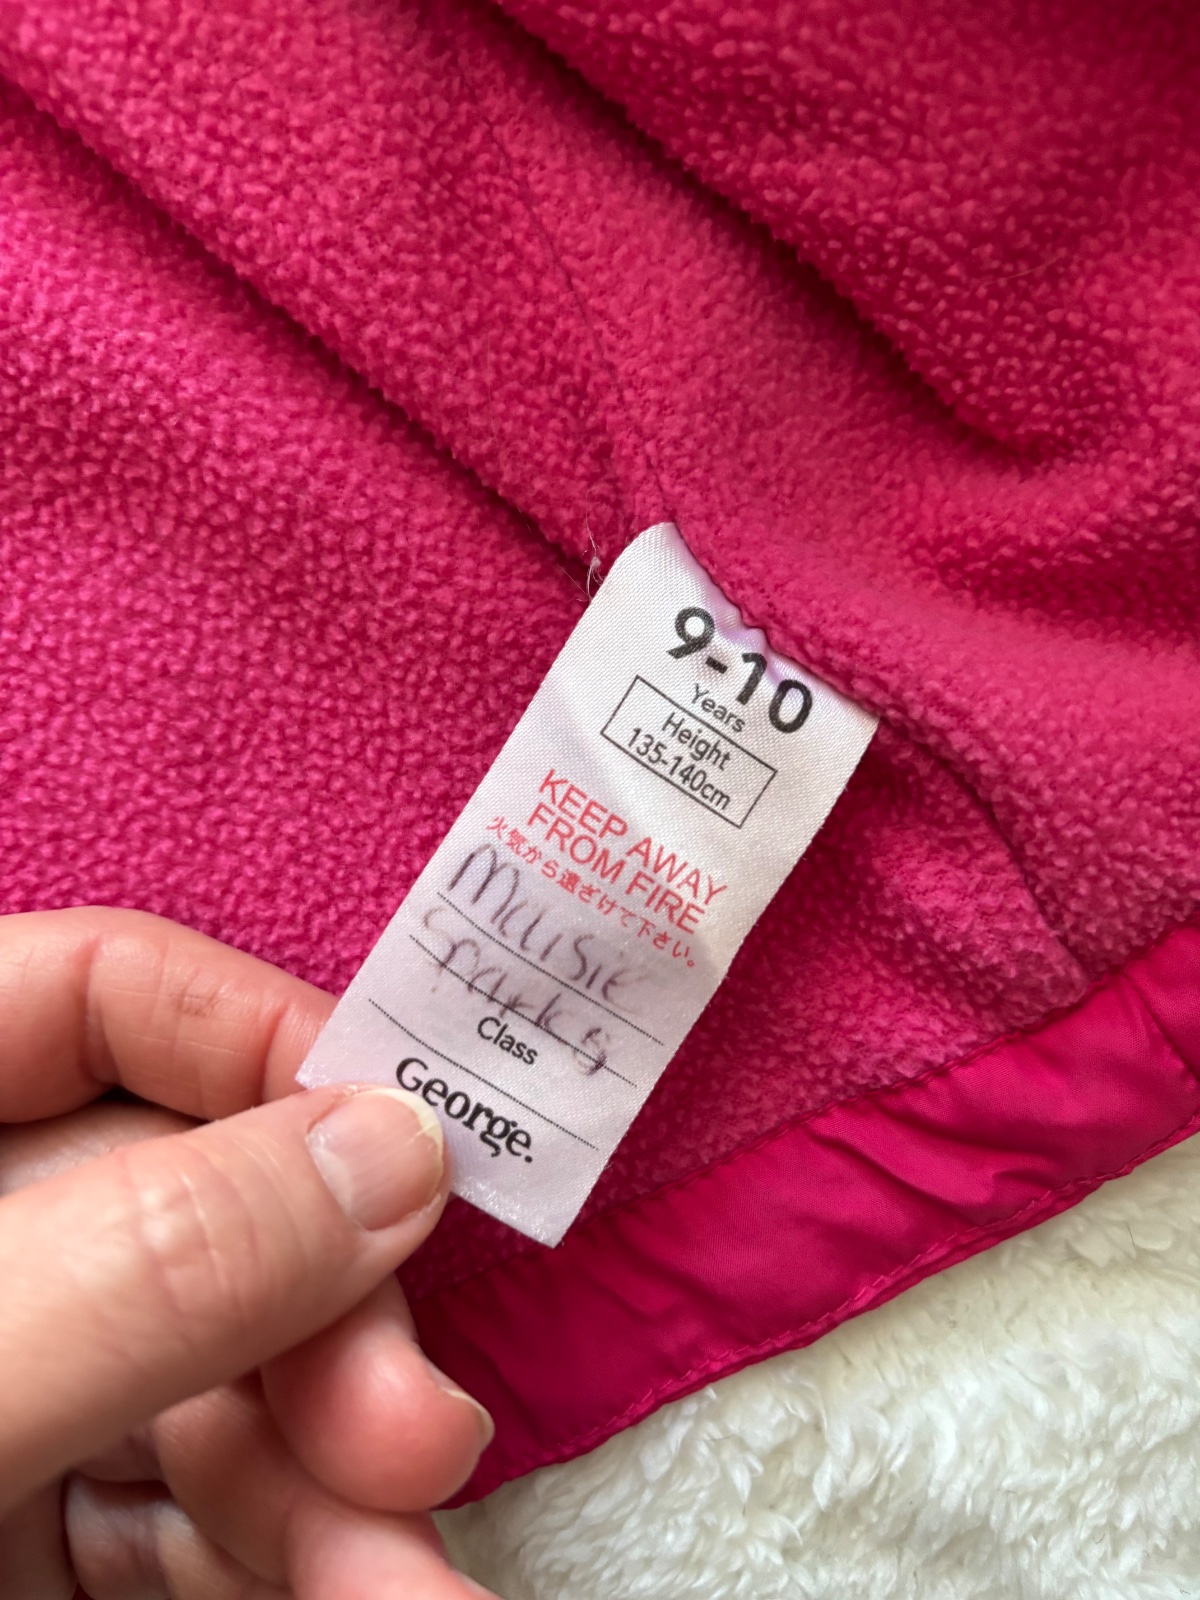 9-10
Years
Height
135-140cm
KEEP AWAY
FROM FIRE
火気から遠ざけて下さい。
Maisie
Sparks
Class
George.